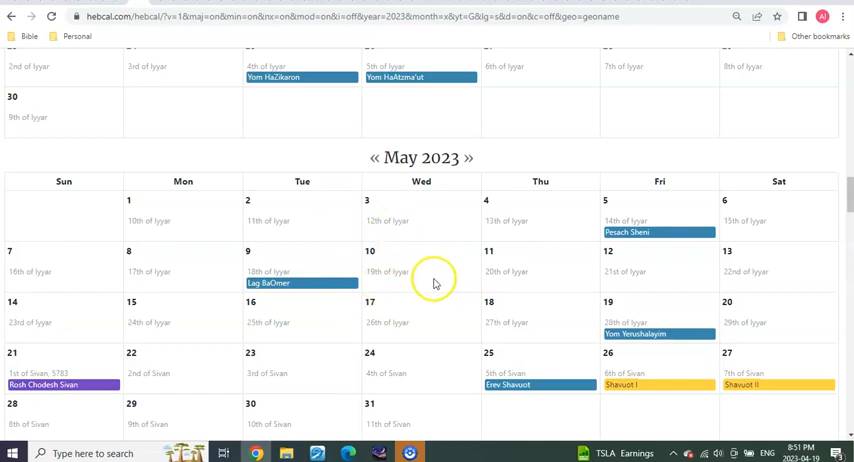 hebcal.com/hebcal/?v=1&maj=on&min=on&nx=on&mod=on&i=off&year=2023&month=x&yt=G&lg=s&d=on&c=off&geo=geoname
AI
Bible Personal Other bookmarks
2nd of Iyyar 3rd of Iyyar 4th of Iyyar 5th of Iyyar 6th of Iyyar 7th of Iyyar 8th of Iyyar
Yom HaZikaron Yom HaAtzma'ut
30
9th of Iyyar
« May 2023 »
Sun Mon Tue Wed Thu Fri Sat
1 2 3 4 5 6
10th of Iyyar 11th of Iyyar 12th of Iyyar 13th of Iyyar 14th of Iyyar 15th of Iyyar
Pesach Sheni
7 8 9 10 11 12 13
16th of Iyyar 17th of Iyyar 18th of Iyyar 19th of Iyyar 20th of Iyyar 21st of Iyyar 22nd of Iyyar
Lag BaOmer
14 15 16 17 18 19 20
23rd of Iyyar 24th of Iyyar 25th of Iyyar 26th of Iyyar 27th of Iyyar 28th of Iyyar 29th of Iyyar
Yom Yerushalayim
21 22 23 24 25 26 27
1st of Sivan, 5783 2nd of Sivan 3rd of Sivan 4th of Sivan 5th of Sivan 6th of Sivan 7th of Sivan
Rosh Chodesh Sivan Erev Shavuot Shavuot I Shavuot II
28 29 30 31
8th of Sivan 9th of Sivan 10th of Sivan 11th of Sivan
Type here to search TSLA Earnings ENG 8:51 PM
2023-04-19 3